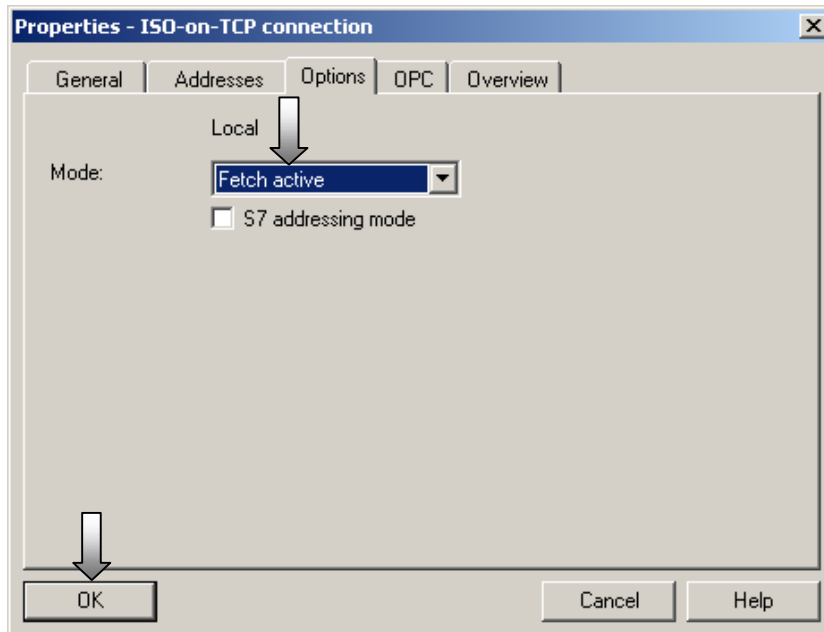 Properties - ISO-on-TCP connection
General Addresses Options OPC Overview
Local
Mode: Fetch active
S7 addressing mode
OK Cancel Help